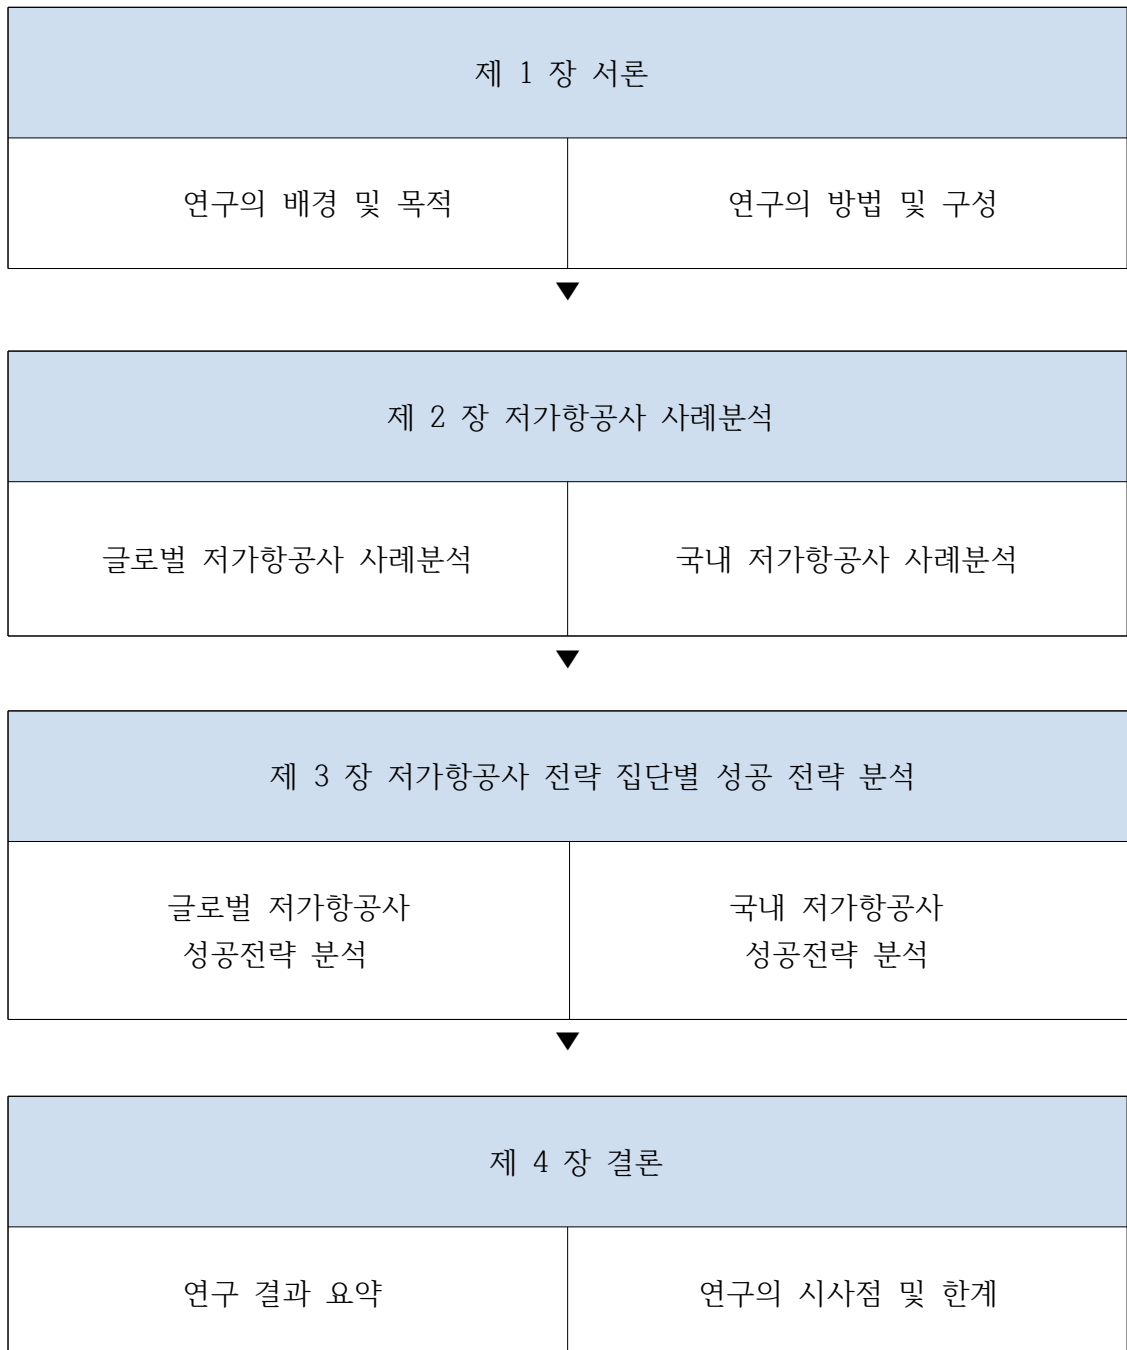 제 1 장 서론
연구의 배경 및 목적
연구의 방법 및 구성
▼
제 2 장 저가항공사 사례분석
글로벌 저가항공사 사례분석
국내 저가항공사 사례분석
▼
제 3 장 저가항공사 전략 집단별 성공 전략 분석
글로벌 저가항공사
성공전략 분석
국내 저가항공사
성공전략 분석
▼
제 4 장 결론
연구 결과 요약
연구의 시사점 및 한계